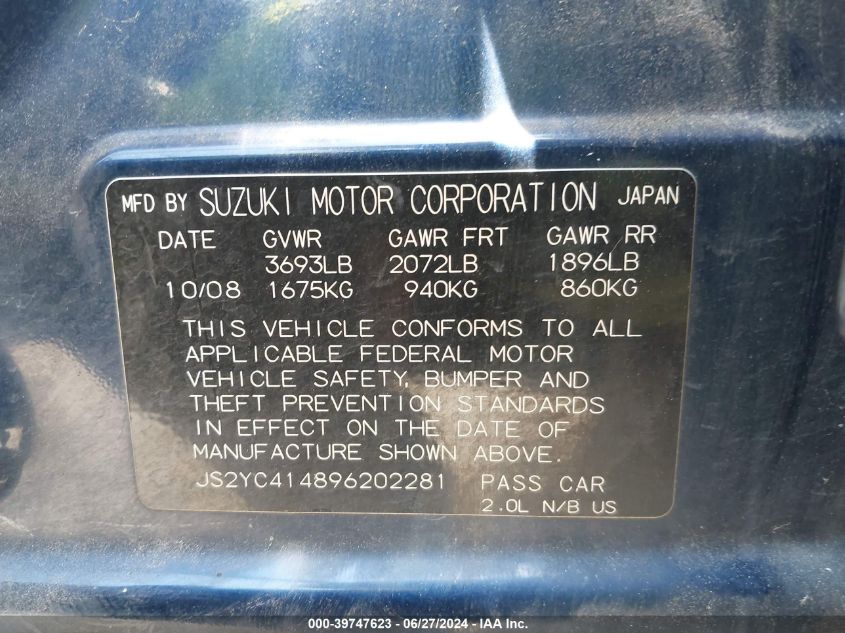 MFD BY SUZUKI MOTOR CORPORATION JAPAN
DATE GVWR GAWR FRT GAWR RR
3693LB 2072LB 1896LB
10/08 1675KG 940KG 860KG
THIS VEHICLE CONFORMS TO ALL
APPLICABLE FEDERAL MOTOR
VEHICLE SAFETY, BUMPER AND
THEFT PREVENTION STANDARDS
IN EFFECT ON THE DATE OF
MANUFACTURE SHOWN ABOVE.
JS2YC414896202281 PASS CAR
2.0L N/B US
000-39747623 - 06/27/2024 - IAA Inc.